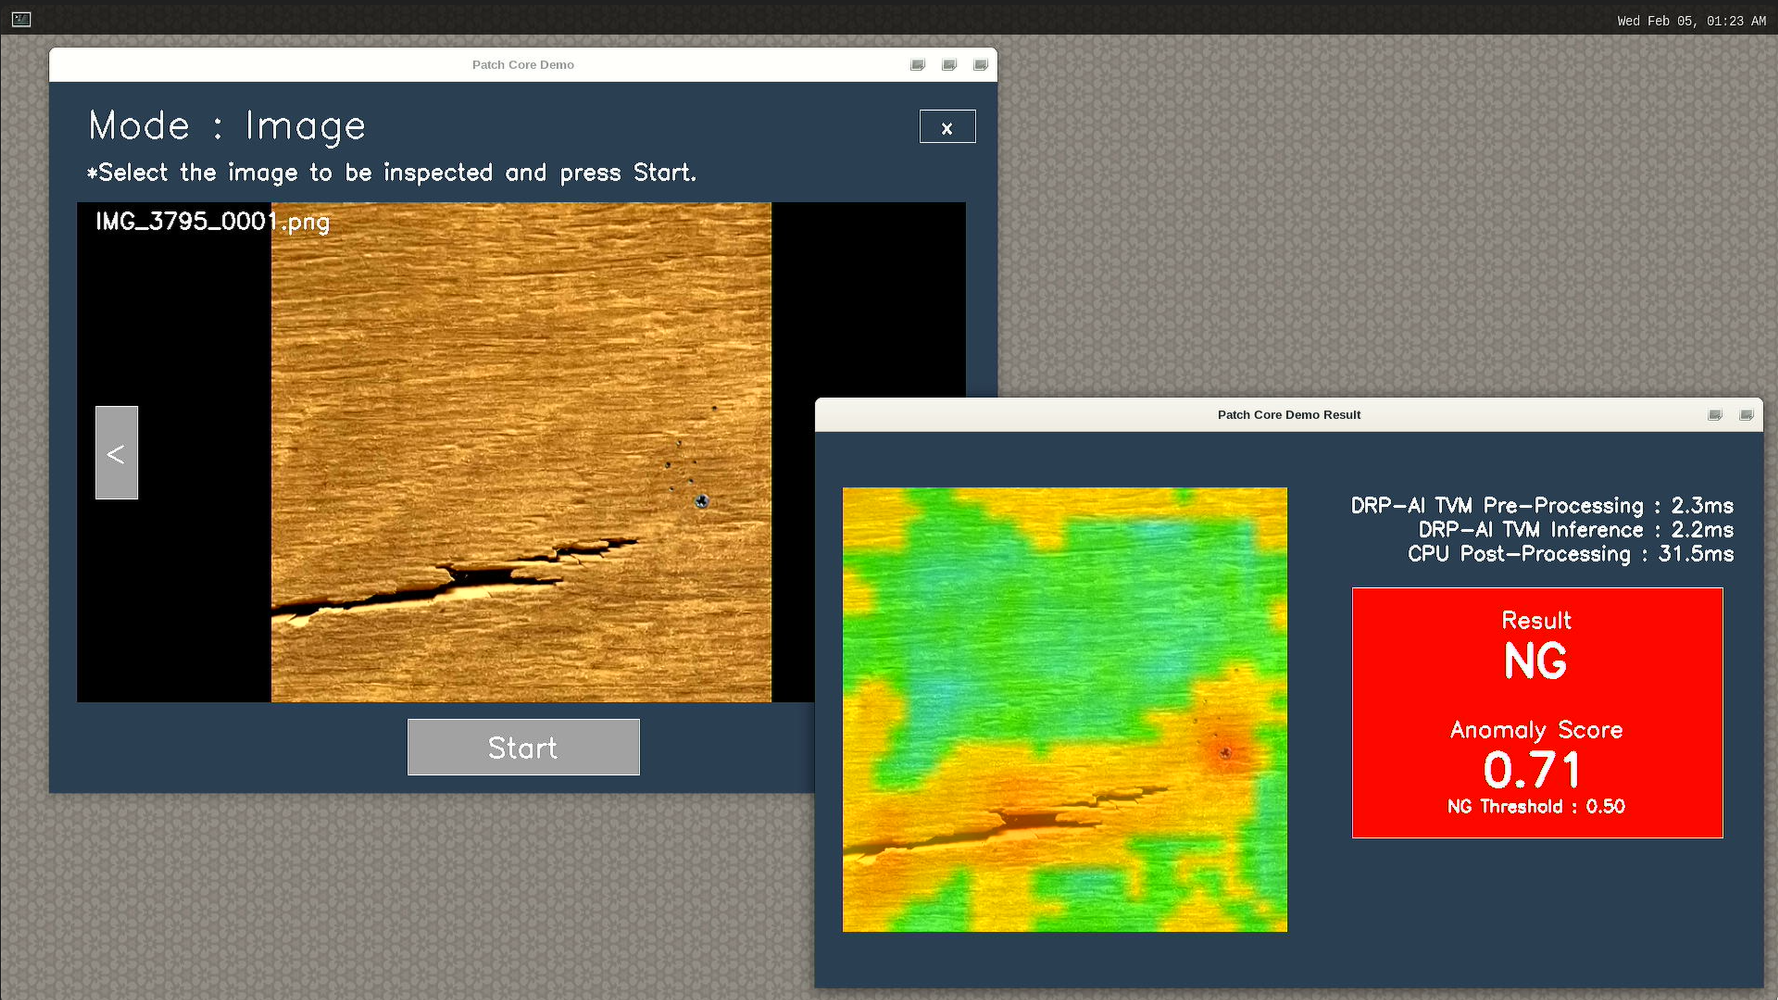 Wed Feb 05, 01:23 AM
Patch Core Demo
Mode : Image
x
*Select the image to be inspected and press Start.
IMG_3795_0001.png
<
Start
Patch Core Demo Result
DRP-AI TVM Pre-Processing : 2.3ms
DRP-AI TVM Inference : 2.2ms
CPU Post-Processing : 31.5ms
Result
NG
Anomaly Score
0.71
NG Threshold : 0.50